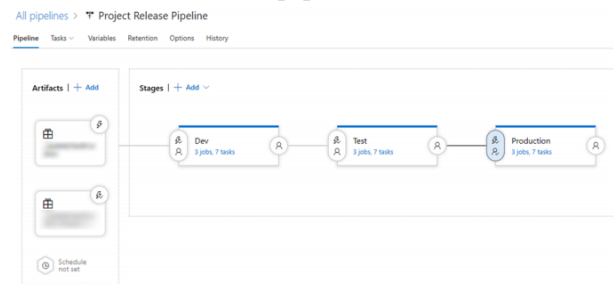 All pipelines > Project Release Pipeline
Pipeline Tasks Variables Retention Options History
Artifacts | + Add
Stages | + Add
Dev
3 jobs, 7 tasks
Test
3 jobs, 7 tasks
Production
3 jobs, 7 tasks
Schedule
not set